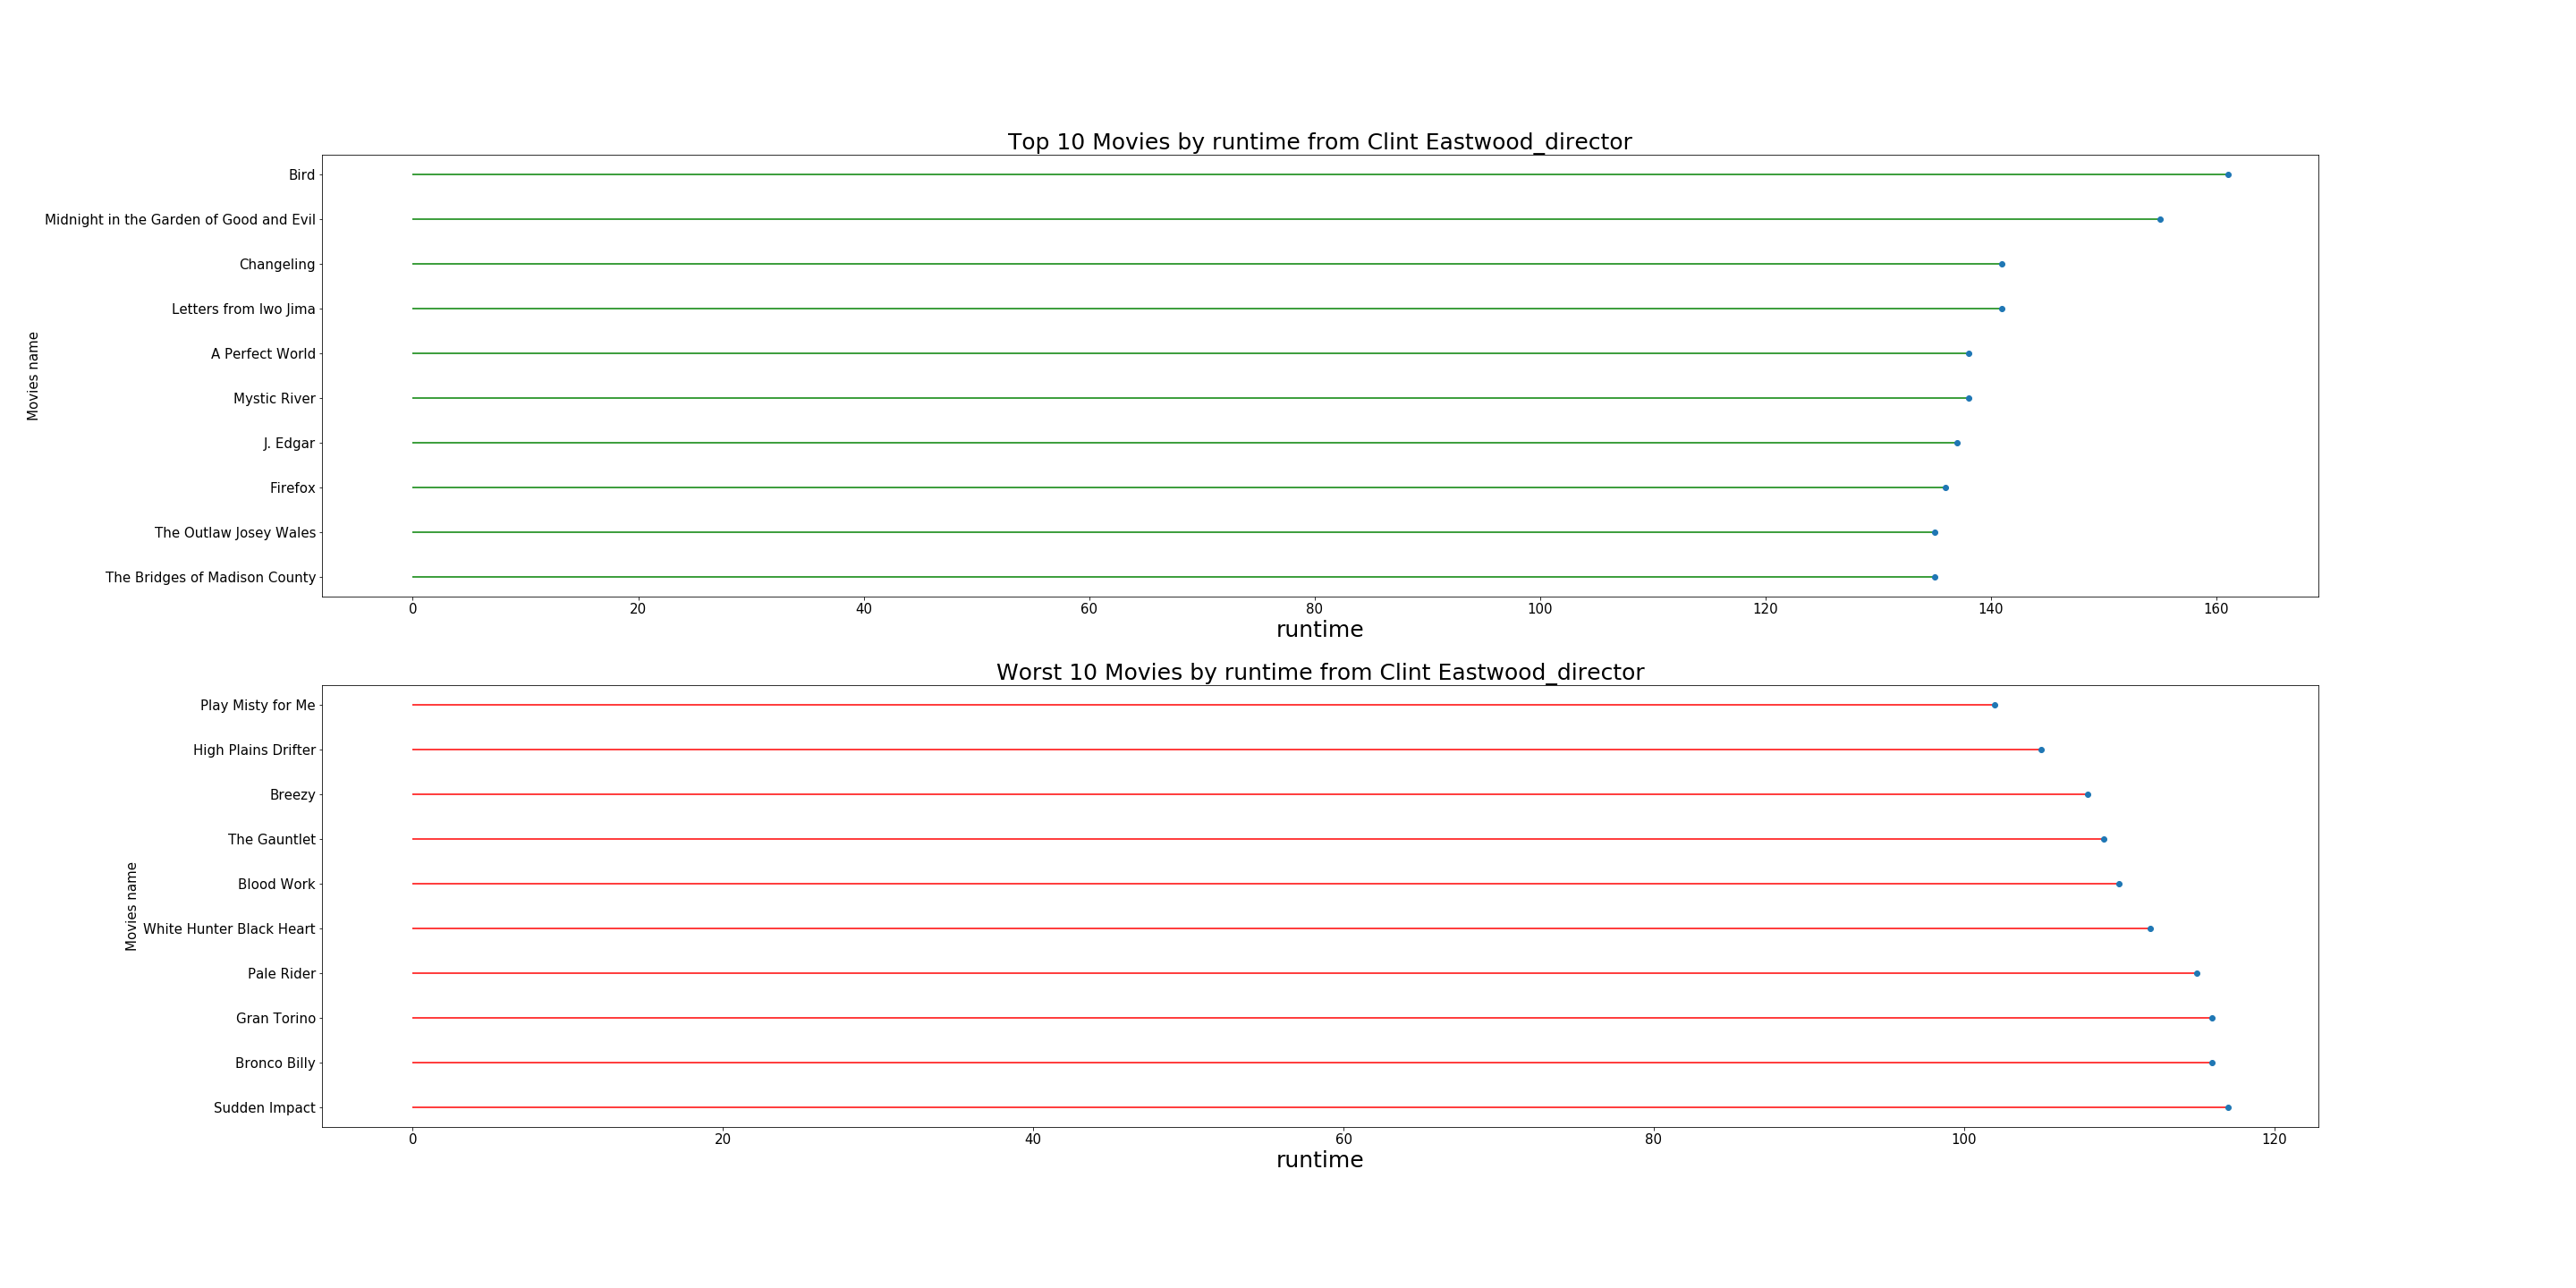 Top 10 Movies by runtime from Clint Eastwood_director
Movies name
Bird
Midnight in the Garden of Good and Evil
Changeling
Letters from Iwo Jima
A Perfect World
Mystic River
J. Edgar
Firefox
The Outlaw Josey Wales
The Bridges of Madison County
0 20 40 60 80 100 120 140 160
runtime
Worst 10 Movies by runtime from Clint Eastwood_director
Movies name
Play Misty for Me
High Plains Drifter
Breezy
The Gauntlet
Blood Work
White Hunter Black Heart
Pale Rider
Gran Torino
Bronco Billy
Sudden Impact
0 20 40 60 80 100 120
runtime